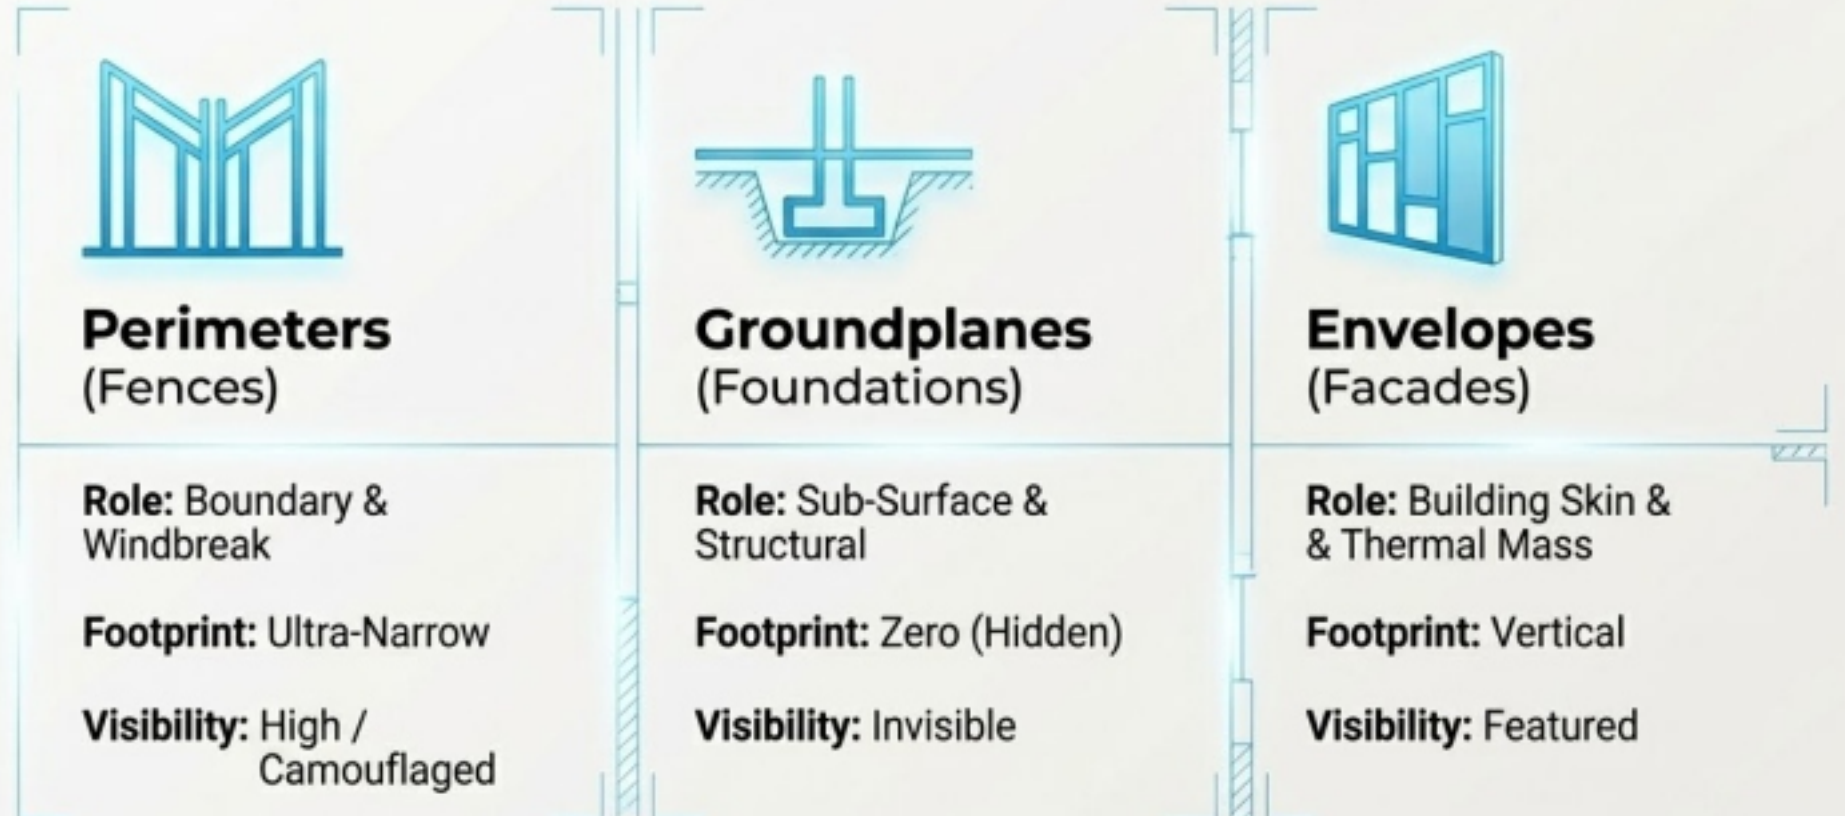 Perimeters
(Fences)
Role: Boundary &
Windbreak
Footprint: Ultra-Narrow
Visibility: High /
Camouflaged
Groundplanes
(Foundations)
Role: Sub-Surface &
Structural
Footprint: Zero (Hidden)
Visibility: Invisible
Envelopes
(Facades)
Role: Building Skin &
& Thermal Mass
Footprint: Vertical
Visibility: Featured